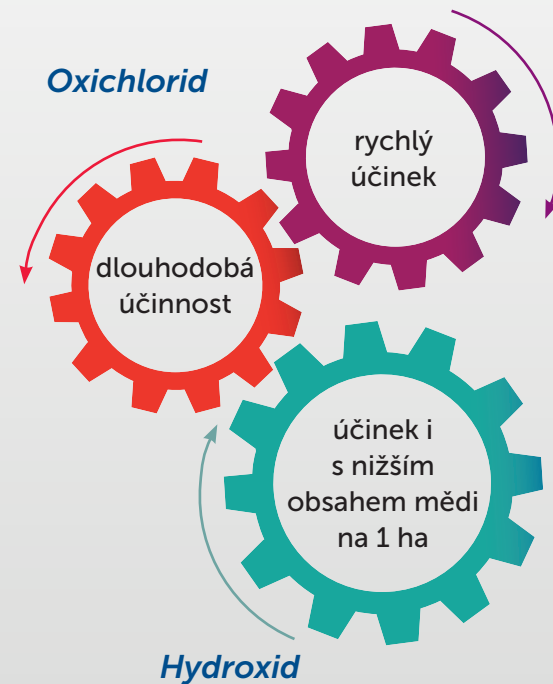 Oxichlorid
rychlý
účinek
dlouhodobá
účinnost
účinek i
s nižším
obsahem mědi
na 1 ha
Hydroxid